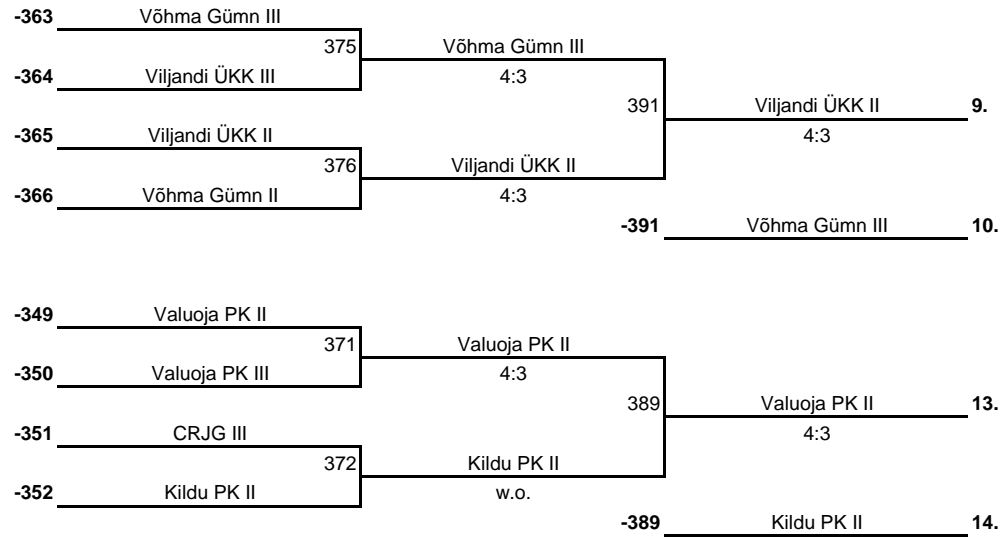 -363 Võhma Gümn III
375 Võhma Gümn III
-364 Viljandi ÜKK III 4:3
391 Viljandi ÜKK II 9.
-365 Viljandi ÜKK II 4:3
376 Viljandi ÜKK II
-366 Võhma Gümn II 4:3
-391 Võhma Gümn III 10.
-349 Valuoja PK II
371 Valuoja PK II
-350 Valuoja PK III 4:3
389 Valuoja PK II 13.
-351 CRJG III 4:3
372 Kildu PK II
-352 Kildu PK II w.o.
-389 Kildu PK II 14.